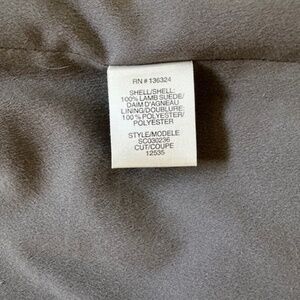 RN # 136324
SHELL/SHELL:
100% LAMB SUEDE/
DAIM D'AGNEAU
LINING/DOUBLURE:
100% POLYESTER/
POLYESTER
STYLE/MODELE
SC030236
CUT/COUPE
12535